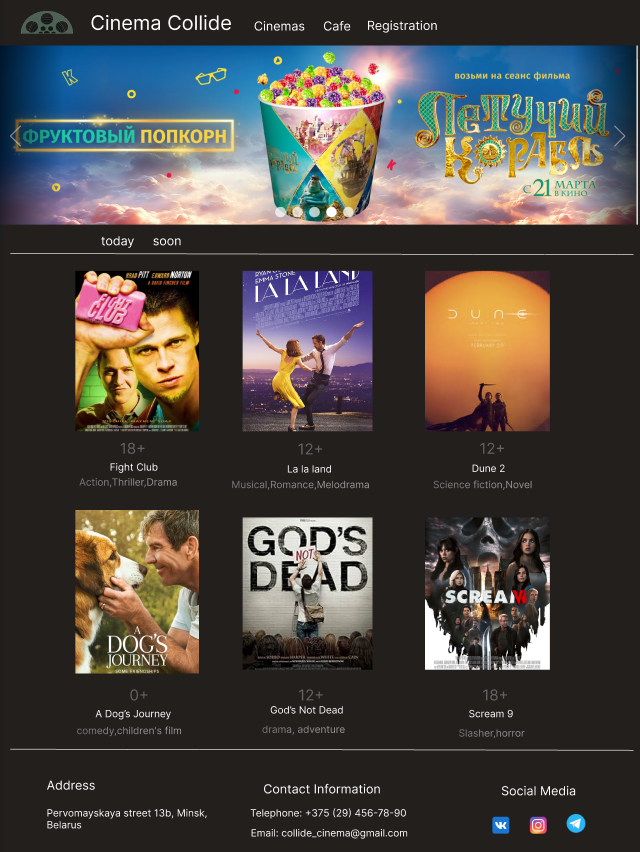 Cinema Collide
Cinemas
Cafe
Registration
ФРУКТОВЫЙ ПОПКОРН
возьми на сеанс фильма
Летучий
Корабль
с 21 МАРТА
В КИНО
today
soon
BRAD PITT EDWARD NORTON
A DAVID FINCHER FILM
FIGHT
CLUB
EMMA STONE
LA LA LAND
DUNE
18+
Fight Club
Action,Thriller,Drama
12+
La la land
Musical,Romance,Melodrama
12+
Dune 2
Science fiction,Novel
A
DOG'S
JOURNEY
GOD'S
NOT
DEAD
SCREAM VI
0+
A Dog's Journey
comedy,children's film
12+
God's Not Dead
drama, adventure
18+
Scream 9
Slasher,horror
Address
Pervomayskaya street 13b, Minsk,
Belarus
Contact Information
Telephone: +375 (29) 456-78-90
Email: collide_cinema@gmail.com
Social Media